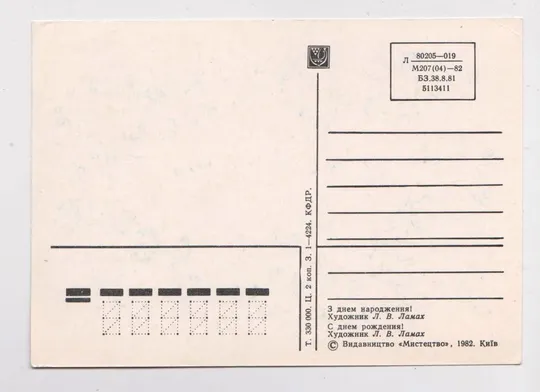 Л 80205—019
М207(04)—82
БЗ.38.8.81
5113411
Т. 330 000. Ц. 2 коп. З. 1—4224. КФДР.
З днем народження!
Художник Л. В. Ламах
С днем рождения!
Художник Л. В. Ламах
© Видавництво «Мистецтво», 1982. Київ